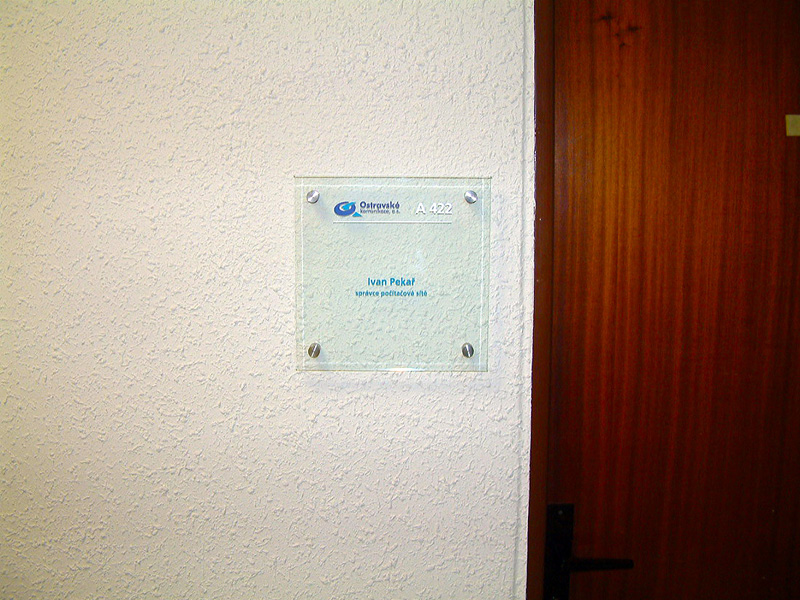 Ostravské
komunikace, a.s.
A 422
Ivan Pekař
správce počítačové sítě